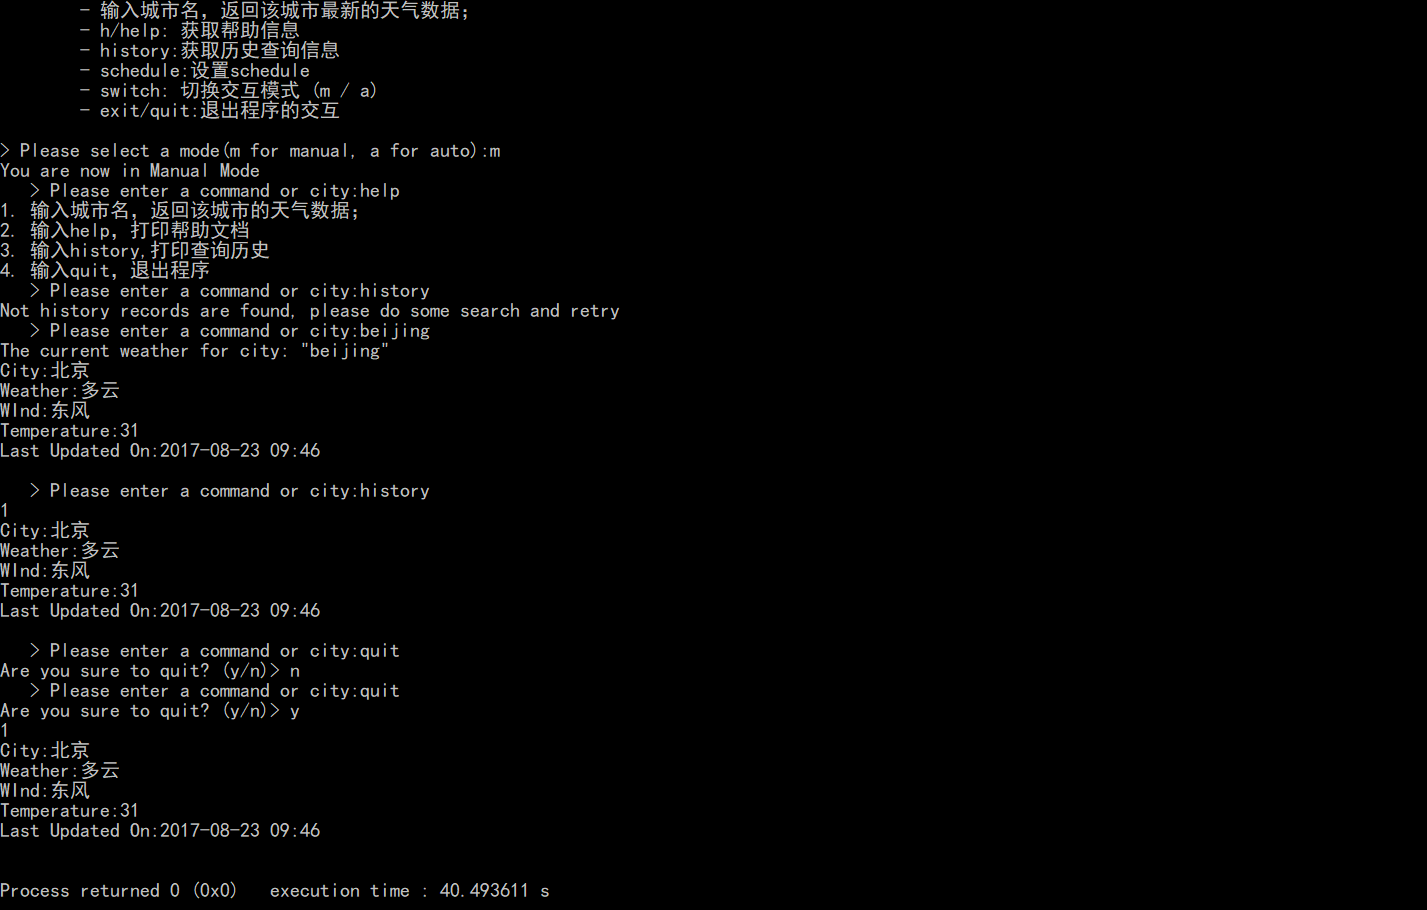 - 输入城市名，返回该城市最新的天气数据；
- h/help: 获取帮助信息
- history:获取历史查询信息
- schedule:设置schedule
- switch: 切换交互模式 (m / a)
- exit/quit:退出程序的交互
> Please select a mode(m for manual, a for auto):m
You are now in Manual Mode
> Please enter a command or city:help
1. 输入城市名，返回该城市的天气数据；
2. 输入help，打印帮助文档
3. 输入history,打印查询历史
4. 输入quit，退出程序
> Please enter a command or city:history
Not history records are found, please do some search and retry
> Please enter a command or city:beijing
The current weather for city: "beijing"
City:北京
Weather:多云
WInd:东风
Temperature:31
Last Updated On:2017-08-23 09:46
> Please enter a command or city:history
1
City:北京
Weather:多云
WInd:东风
Temperature:31
Last Updated On:2017-08-23 09:46
> Please enter a command or city:quit
Are you sure to quit? (y/n)> n
> Please enter a command or city:quit
Are you sure to quit? (y/n)> y
1
City:北京
Weather:多云
WInd:东风
Temperature:31
Last Updated On:2017-08-23 09:46
Process returned 0 (0x0)   execution time : 40.493611 s